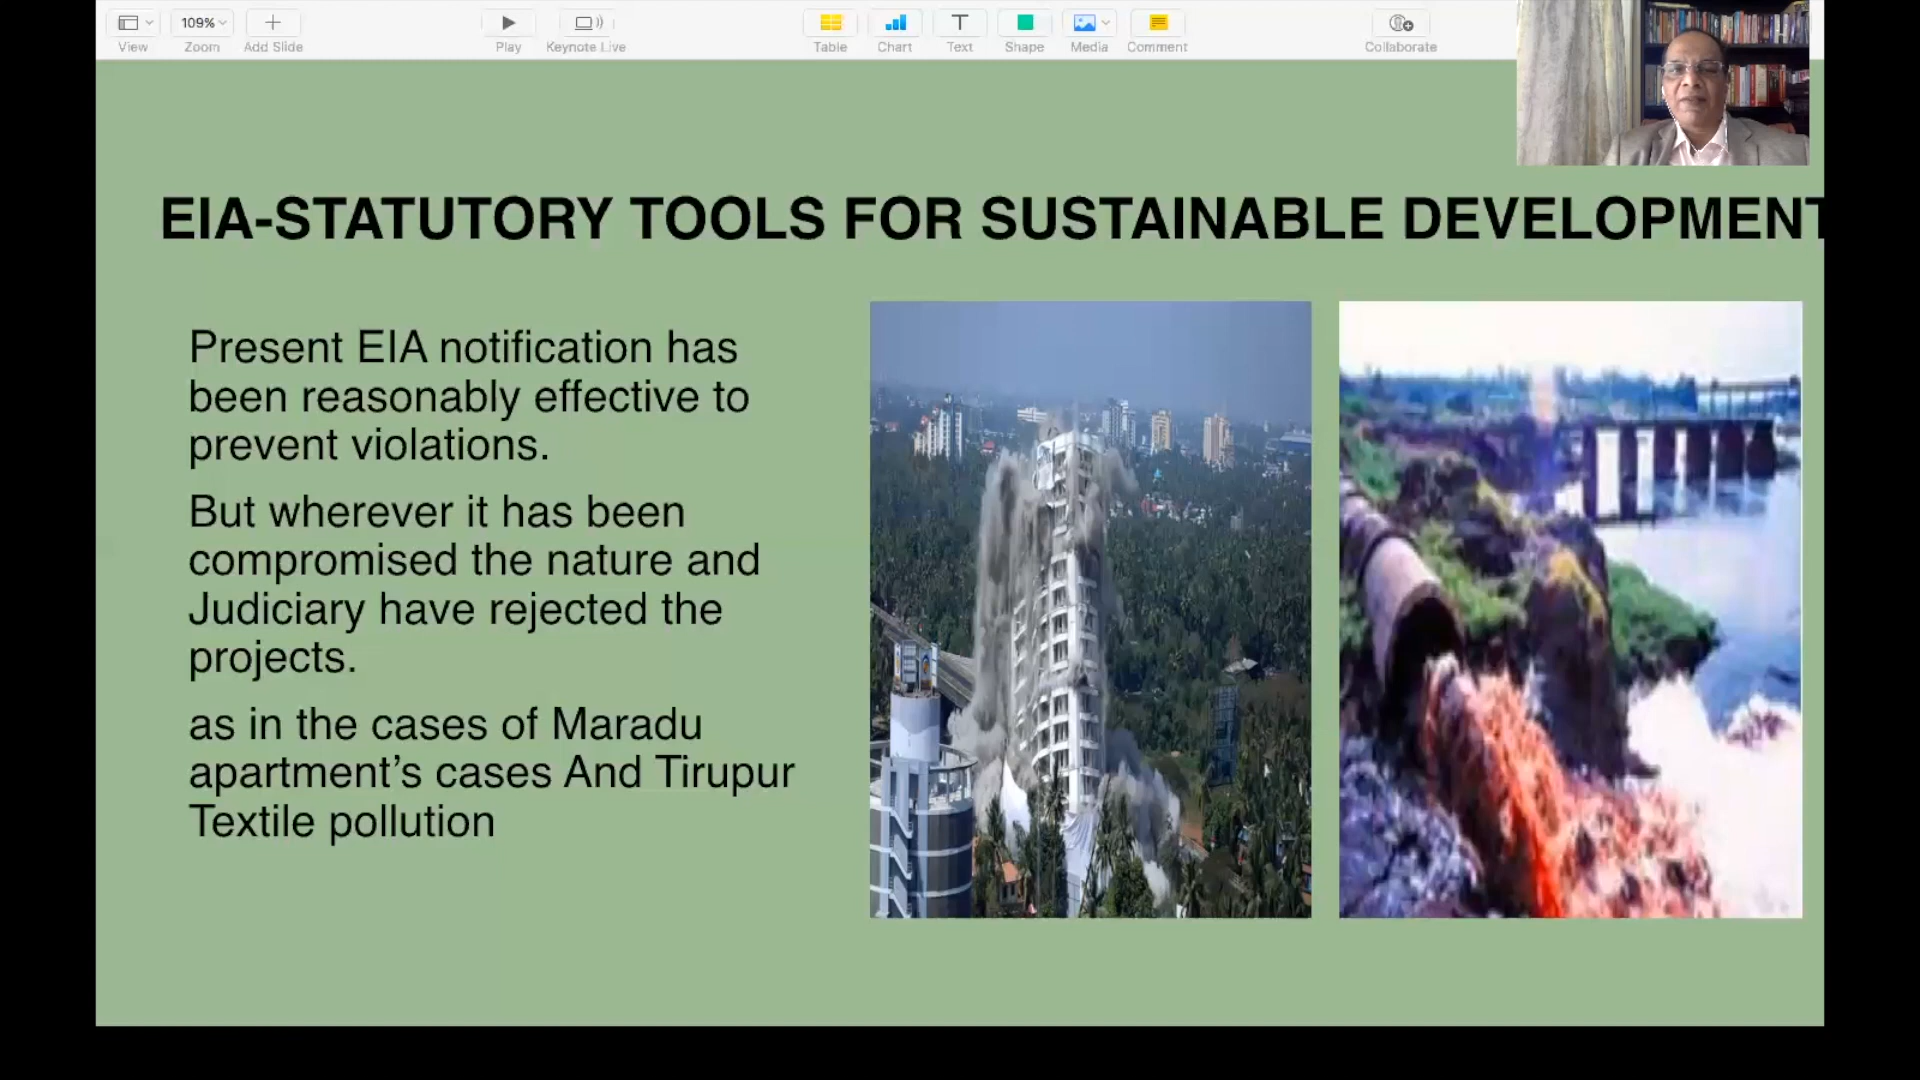 109%
View
Zoom
Add Slide
Play
Keynote Live
Table
Chart
Text
Shape
Media
Comment
Collaborate
EIA-STATUTORY TOOLS FOR SUSTAINABLE DEVELOPMENT
Present EIA notification has
been reasonably effective to
prevent violations.
But wherever it has been
compromised the nature and
Judiciary have rejected the
projects.
as in the cases of Maradu
apartment’s cases And Tirupur
Textile pollution